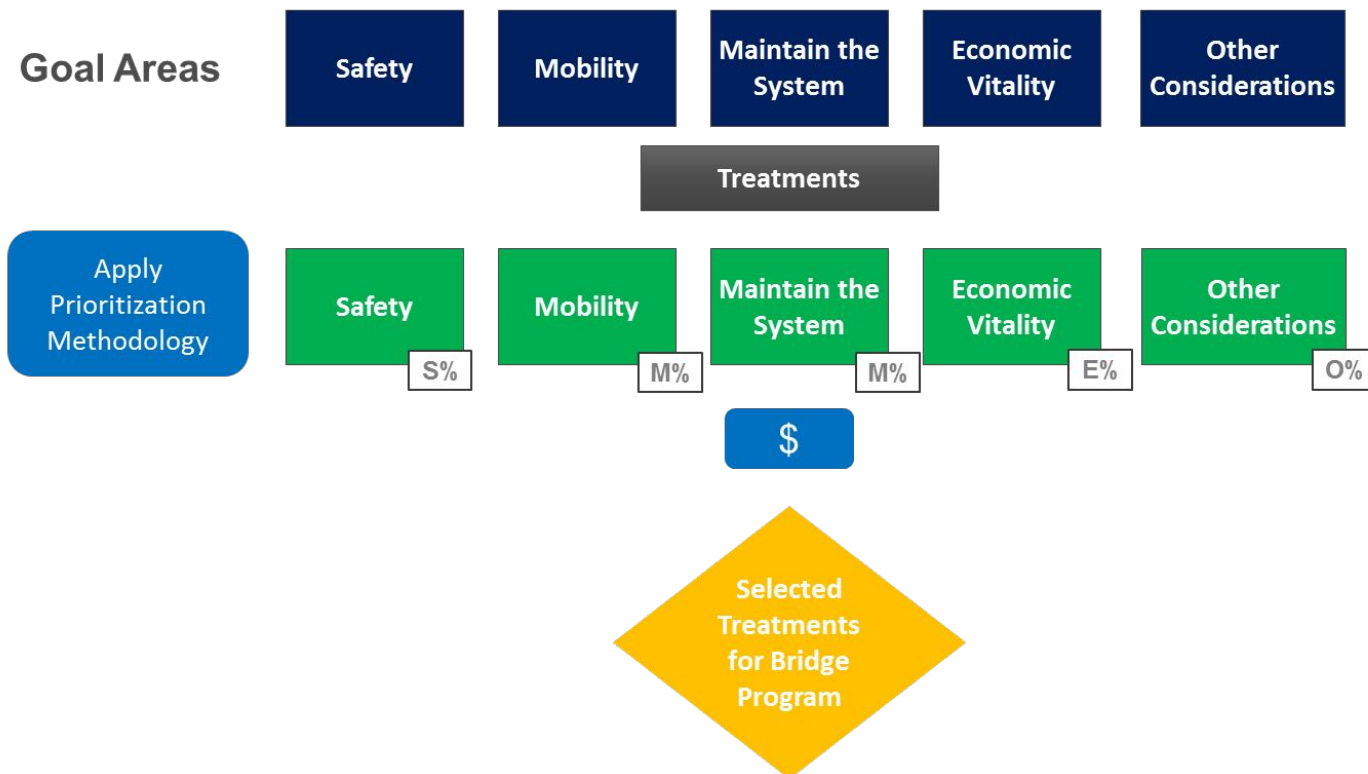 Goal Areas
Safety
Mobility
Maintain the
System
Economic
Vitality
Other
Considerations
Treatments
Apply
Prioritization
Methodology
Safety
S%
Mobility
M%
Maintain the
System
M%
Economic
Vitality
E%
Other
Considerations
O%
$
Selected
Treatments
for Bridge
Program